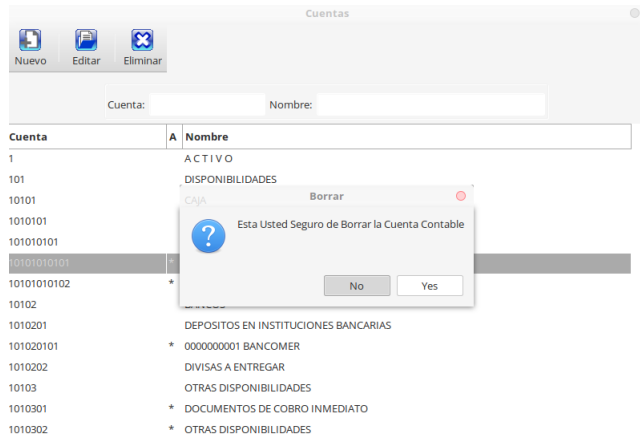 Cuentas
Nuevo Editar Eliminar
Cuenta: Nombre:
Cuenta A Nombre
1 A C T I V O
101 DISPONIBILIDADES
10101 CAJA
Borrar
1010101
Esta Usted Seguro de Borrar la Cuenta Contable
101010101
10101010101 *
10101010102 *
No Yes
10102 BANCOS
1010201 DEPOSITOS EN INSTITUCIONES BANCARIAS
101020101 * 0000000001 BANCOMER
1010202 DIVISAS A ENTREGAR
10103 OTRAS DISPONIBILIDADES
1010301 * DOCUMENTOS DE COBRO INMEDIATO
1010302 * OTRAS DISPONIBILIDADES